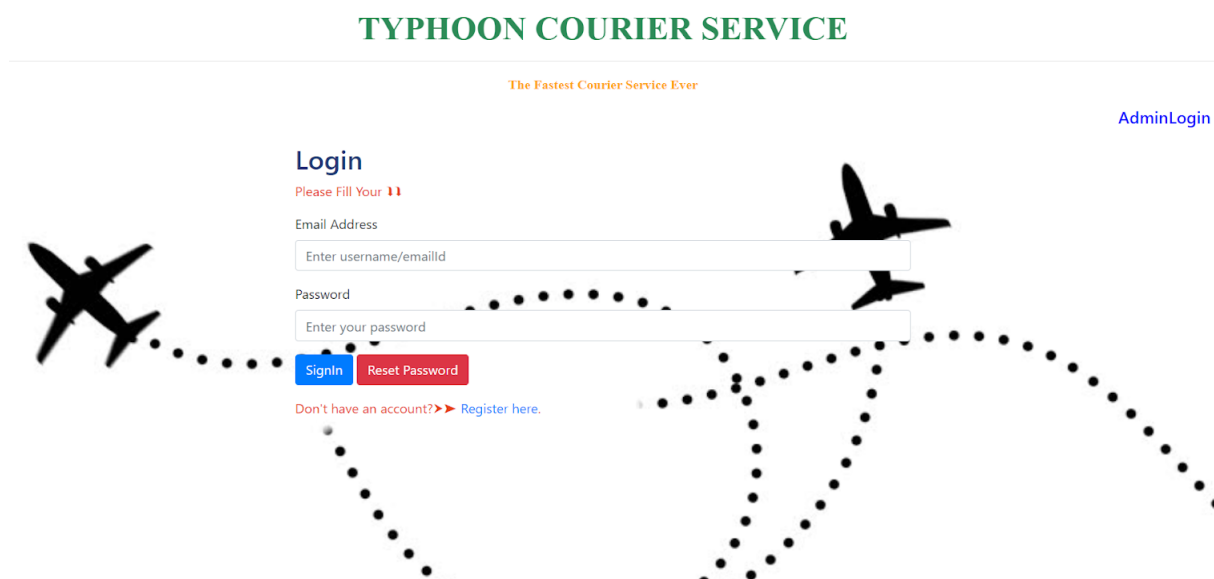 TYPHOON COURIER SERVICE
The Fastest Courier Service Ever
AdminLogin
Login
Please Fill Your
Email Address
Enter username/emailId
Password
Enter your password
SignIn Reset Password
Don't have an account?➤➤ Register here.